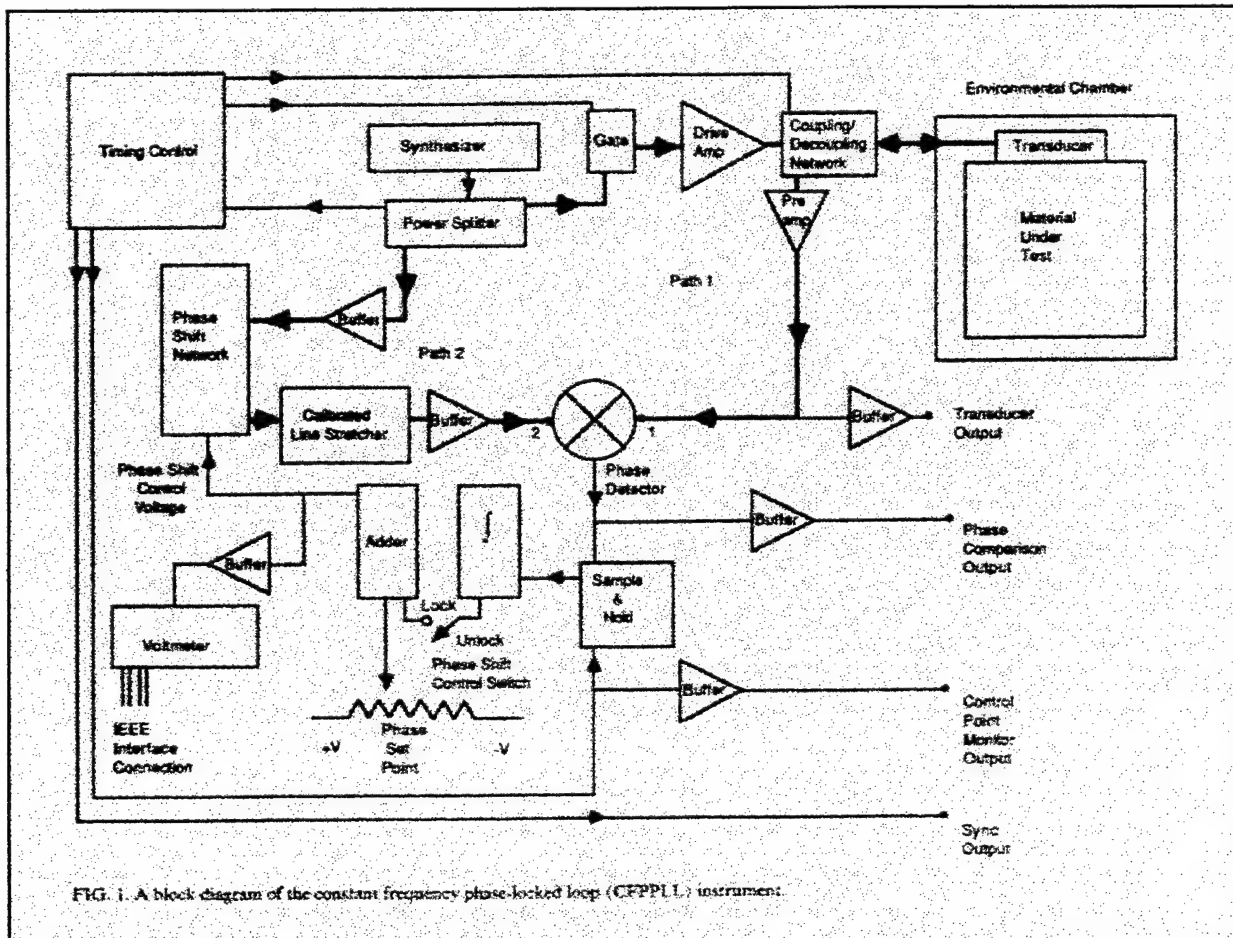 Timing Control
Synthesizer
Power Splitter
Gate
Drive
Amp
Coupling/
Decoupling
Network
Environmental Chamber
Transducer
Material
Under
Test
Pre
amp
Path 1
Phase
Shift
Network
Buffer
Path 2
Calibrated
Line Stretcher
Buffer
2
1
Buffer
Transducer
Output
Phase
Detector
Phase Shift
Control
Voltage
Adder
∫
Buffer
Phase
Comparison
Output
Buffer
Sample
&
Hold
Lock
Unlock
Phase Shift
Control Switch
Voltmeter
Buffer
Control
Point
Monitor
Output
IEEE
Interface
Connection
+V
Phase
Set
Point
-V
Sync
Output
FIG. 1. A block diagram of the constant frequency phase-locked loop (CFPPLL) instrument.